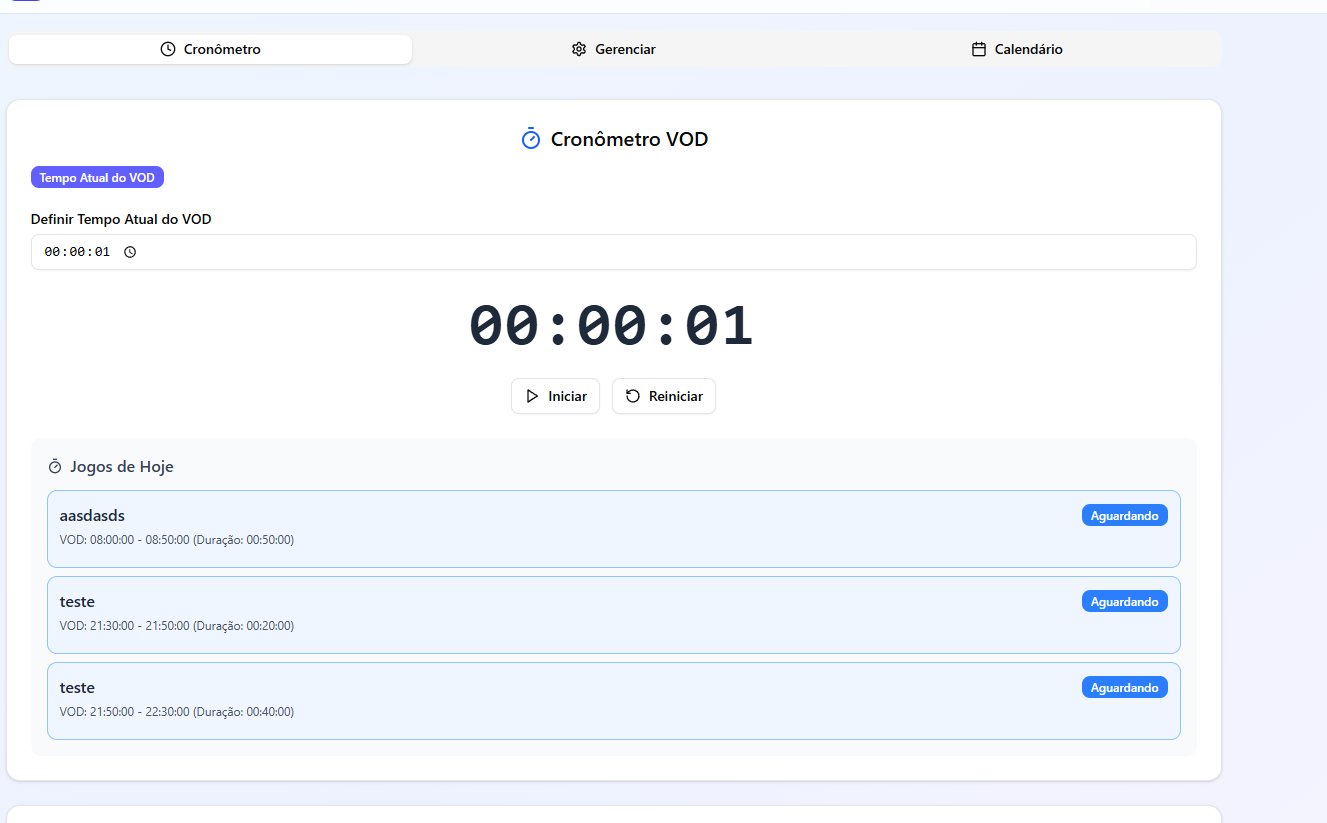 Cronômetro Gerenciar Calendário
Cronômetro VOD
Tempo Atual do VOD
Definir Tempo Atual do VOD
00:00:01
00:00:01
Iniciar Reiniciar
Jogos de Hoje
aasdasds Aguardando
VOD: 08:00:00 - 08:50:00 (Duração: 00:50:00)
teste Aguardando
VOD: 21:30:00 - 21:50:00 (Duração: 00:20:00)
teste Aguardando
VOD: 21:50:00 - 22:30:00 (Duração: 00:40:00)